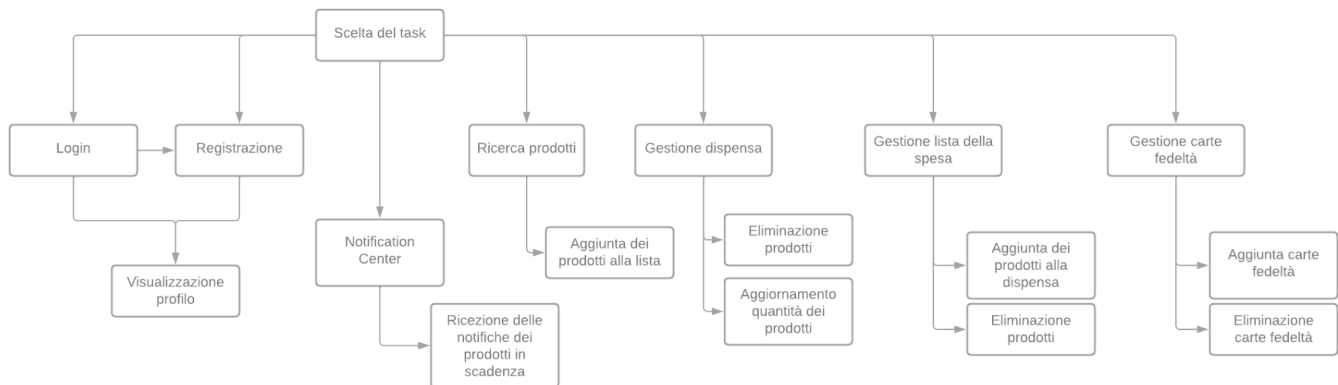 Scelta del task
Login
Registrazione
Ricerca prodotti
Gestione dispensa
Gestione lista della
spesa
Gestione carte
fedeltà
Visualizzazione
profilo
Notification
Center
Ricezione delle
notifiche dei
prodotti in
scadenza
Aggiunta dei
prodotti alla lista
Eliminazione
prodotti
Aggiornamento
quantità dei
prodotti
Aggiunta dei
prodotti alla
dispensa
Eliminazione
prodotti
Aggiunta carte
fedeltà
Eliminazione
carte fedeltà